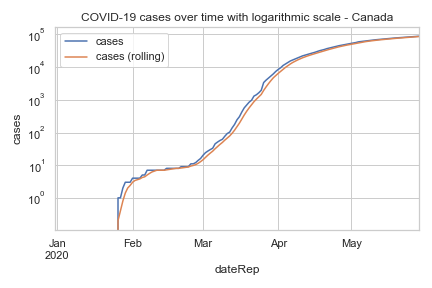 COVID-19 cases over time with logarithmic scale - Canada
cases
cases (rolling)
10^5
10^4
10^3
10^2
10^1
10^0
cases
Jan Feb Mar Apr May
2020
dateRep